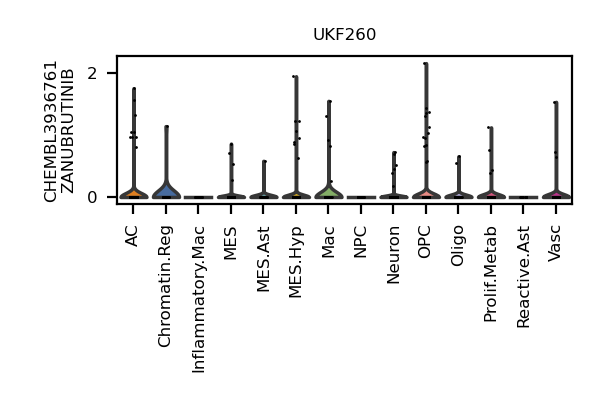 UKF260
CHEMBL3936761
ZANUBRUTINIB
2
0
AC
Chromatin.Reg
Inflammatory.Mac
MES
MES.Ast
MES.Hyp
Mac
NPC
Neuron
OPC
Oligo
Prolif.Metab
Reactive.Ast
Vasc